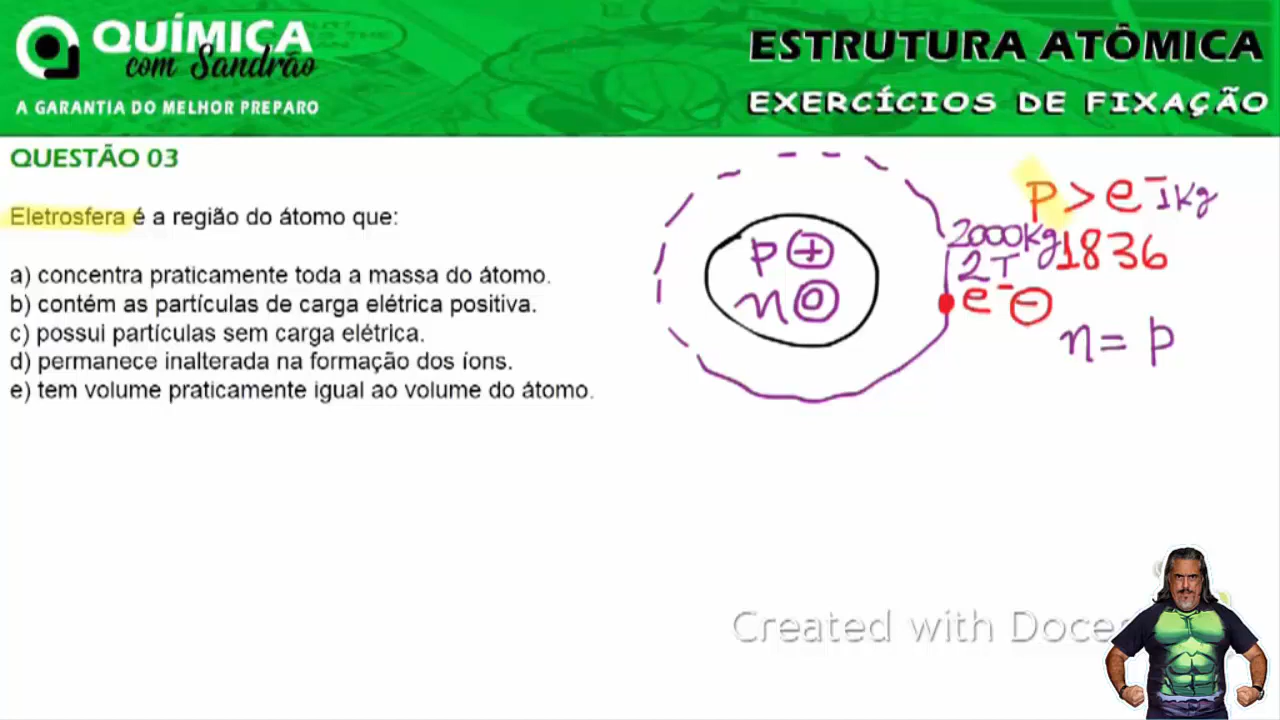 QUÍMICA
com Sandrão
A GARANTIA DO MELHOR PREPARO
ESTRUTURA ATÔMICA
EXERCÍCIOS DE FIXAÇÃO
QUESTÃO 03
Eletrosfera é a região do átomo que:
a) concentra praticamente toda a massa do átomo.
b) contém as partículas de carga elétrica positiva.
c) possui partículas sem carga elétrica.
d) permanece inalterada na formação dos íons.
e) tem volume praticamente igual ao volume do átomo.
p +
n 0
P > e⁻ 1Kg
2000Kg 1836
2T
e⁻ −
n = p
Created with